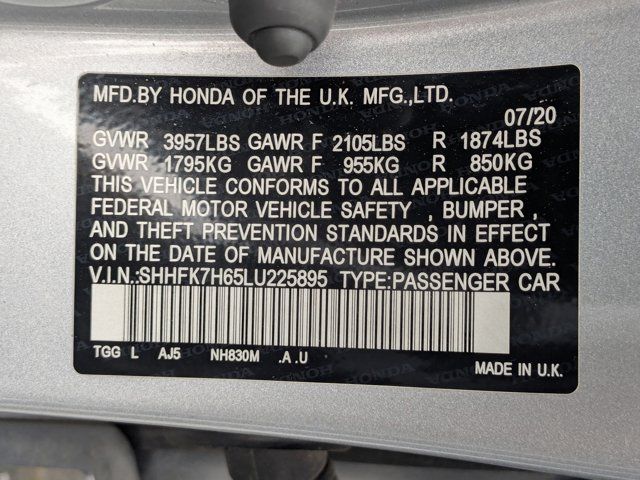 MFD.BY HONDA OF THE U.K. MFG.,LTD.
07/20
GVWR 3957LBS GAWR F 2105LBS R 1874LBS
GVWR 1795KG GAWR F 955KG R 850KG
THIS VEHICLE CONFORMS TO ALL APPLICABLE
FEDERAL MOTOR VEHICLE SAFETY , BUMPER ,
AND THEFT PREVENTION STANDARDS IN EFFECT
ON THE DATE OF MANUFACTURE SHOWN ABOVE.
V.I.N.:SHHFK7H65LU225895 TYPE:PASSENGER CAR
TGG L AJ5 NH830M .A .U
MADE IN U.K.